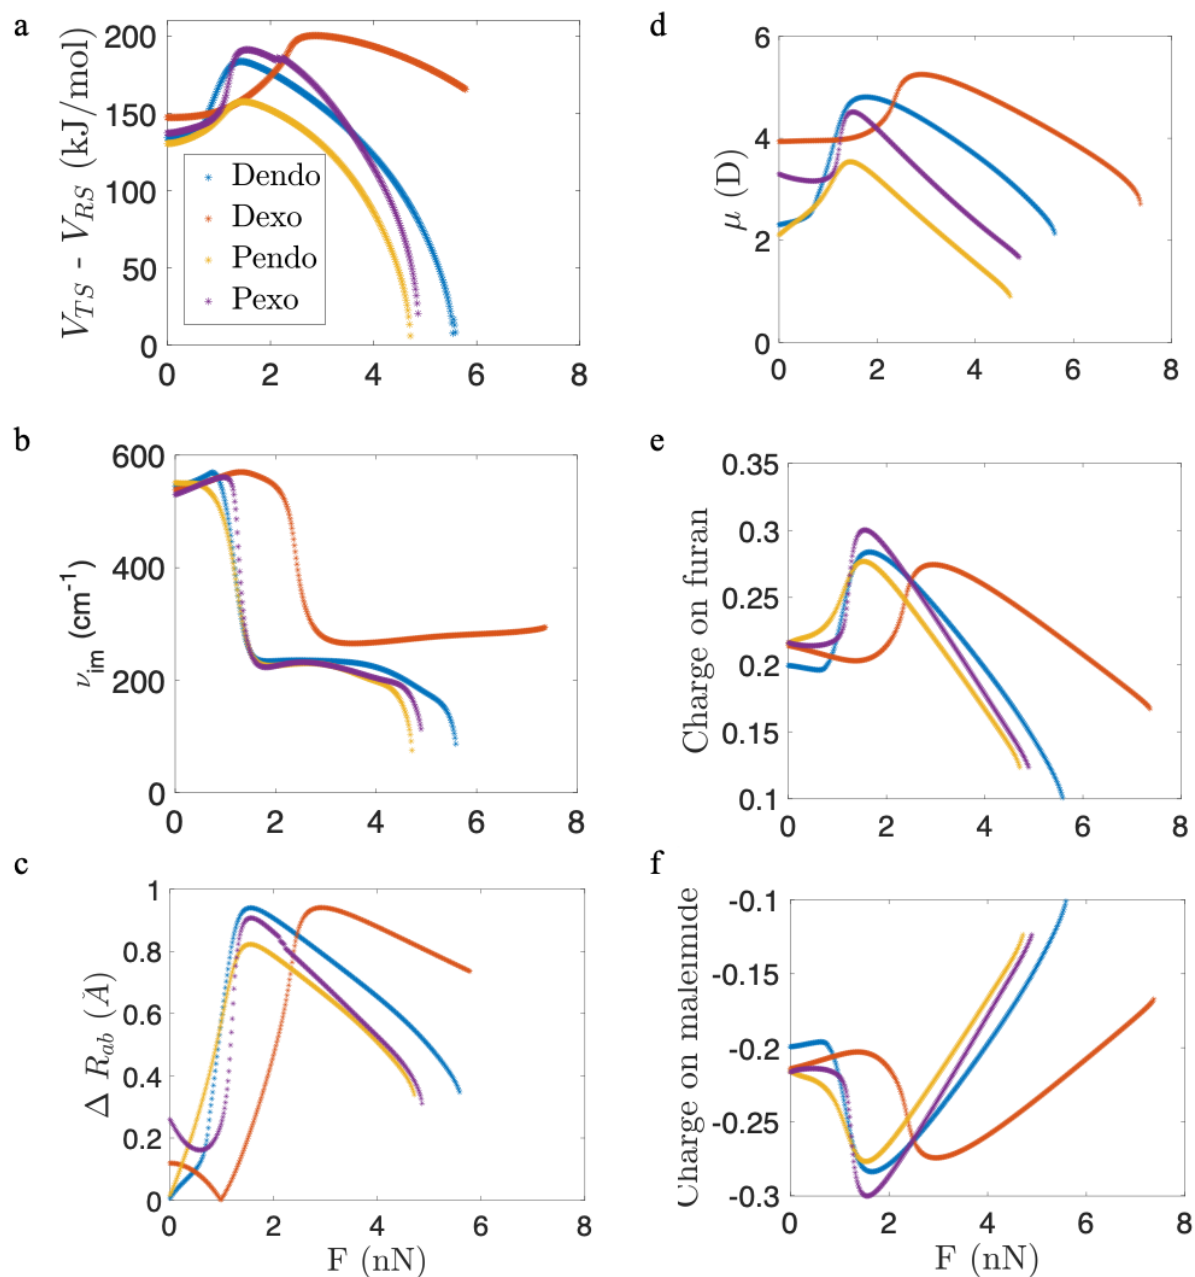 a
V_TS - V_RS (kJ/mol)
200
150
100
50
0
Dendo
Dexo
Pendo
Pexo
0 2 4 6 8
d
μ (D)
6
4
2
0
0 2 4 6 8
b
ν_im (cm⁻¹)
600
400
200
0
0 2 4 6 8
e
Charge on furan
0.35
0.3
0.25
0.2
0.15
0.1
0 2 4 6 8
c
Δ R_ab (Å)
1
0.8
0.6
0.4
0.2
0
0 2 4 6 8
F (nN)
f
Charge on maleimide
-0.1
-0.15
-0.2
-0.25
-0.3
0 2 4 6 8
F (nN)